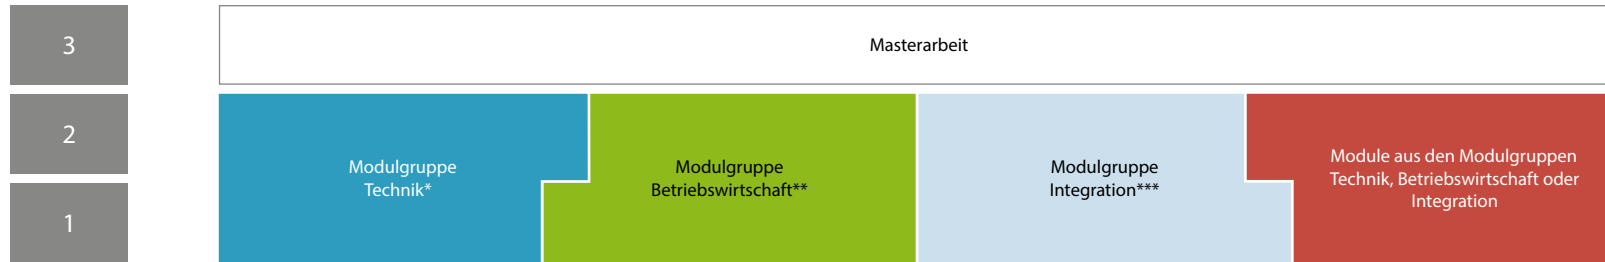 3
Masterarbeit
2
Modulgruppe
Technik*
Modulgruppe
Betriebswirtschaft**
Modulgruppe
Integration***
Module aus den Modulgruppen
Technik, Betriebswirtschaft oder
Integration
1